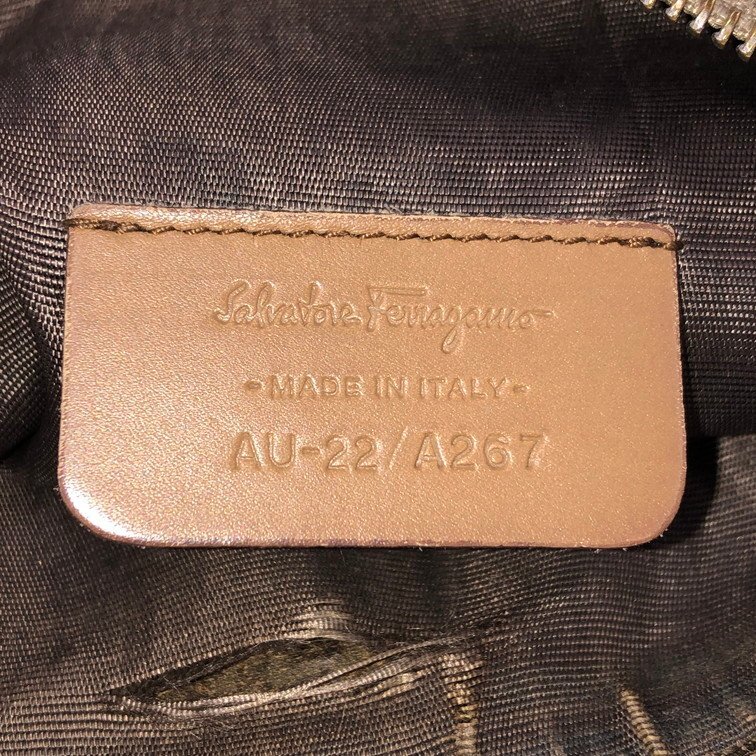 Salvatore Ferragamo
- MADE IN ITALY -
AU-22/A267